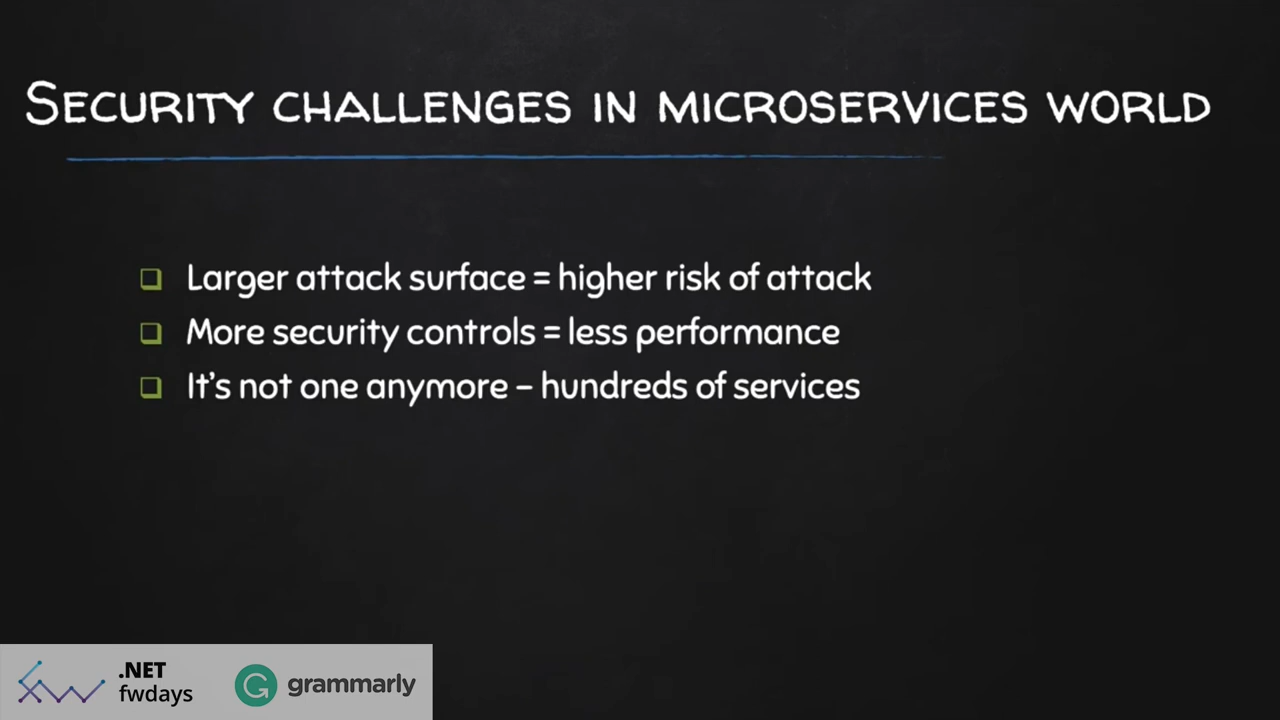 Security challenges in microservices world
Larger attack surface = higher risk of attack
More security controls = less performance
It's not one anymore – hundreds of services
.NET
fwdays
grammarly